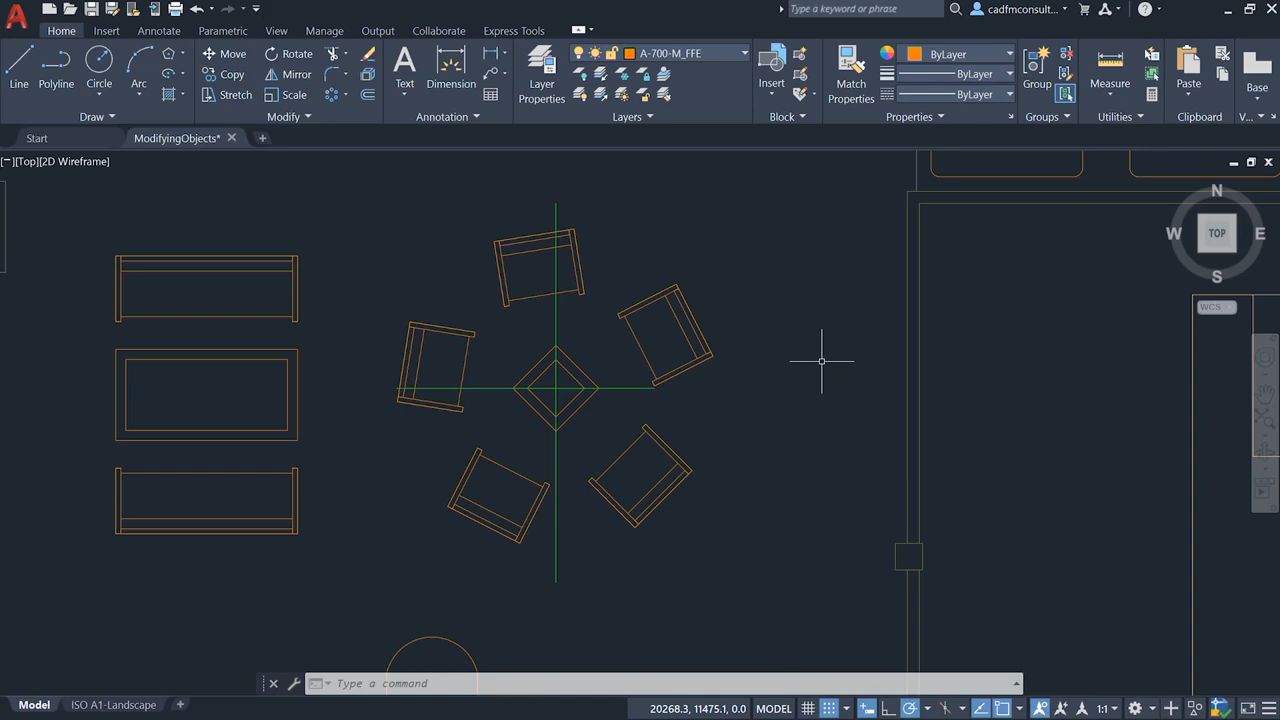 Type a keyword or phrase
cadfmconsult...
Home Insert Annotate Parametric View Manage Output Collaborate Express Tools
Line Polyline Circle Arc
Move Rotate
Copy Mirror
Stretch Scale
Text Dimension
Layer Properties
A-700-M_FFE
Insert
Match Properties
ByLayer
ByLayer
ByLayer
Group
Measure
Paste
Base
Draw Modify Annotation Layers Block Properties Groups Utilities Clipboard V...
Start ModifyingObjects*
[−][Top][2D Wireframe]
N
W TOP E
S
WCS
Type a command
Model ISO A1-Landscape
20268.3, 11475.1, 0.0 MODEL 1:1